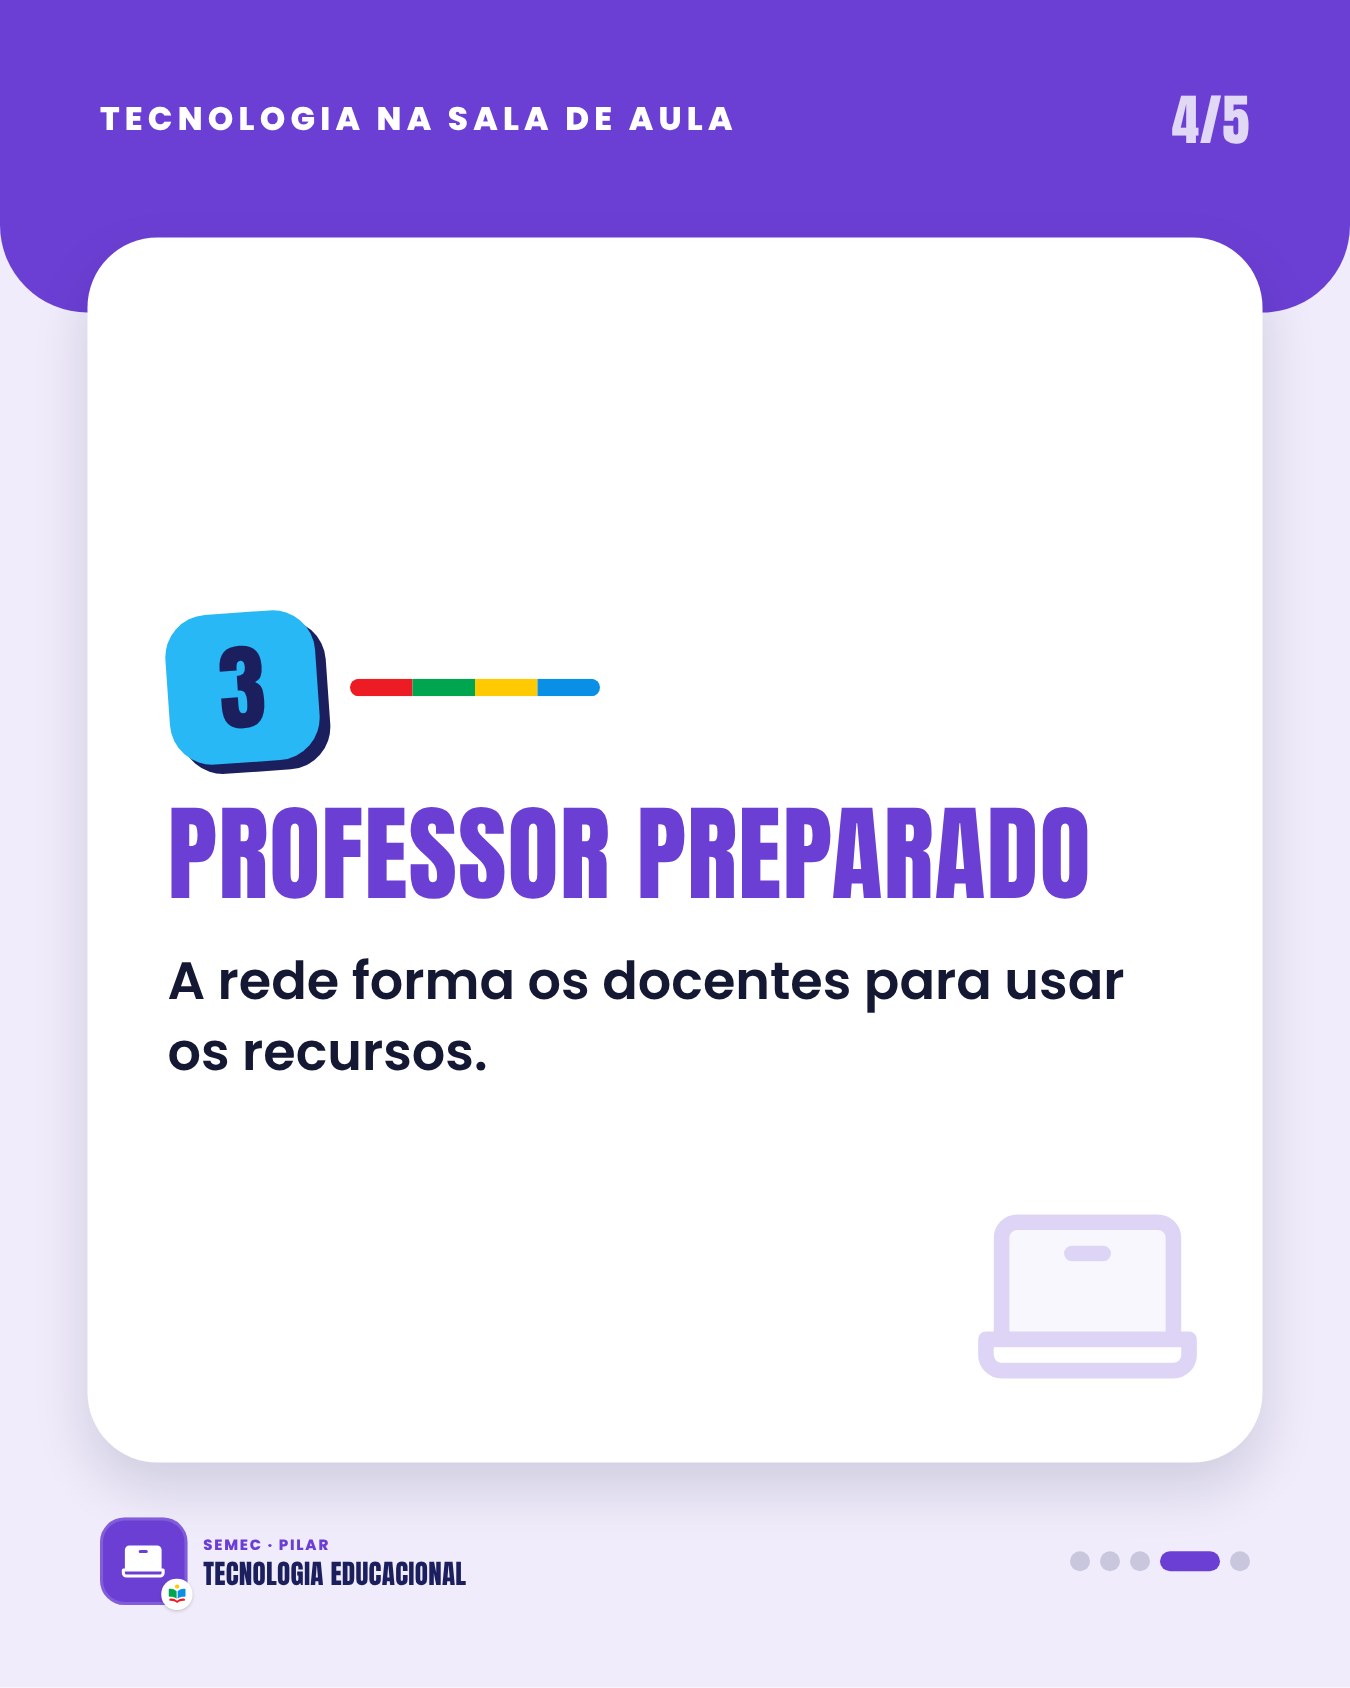 TECNOLOGIA NA SALA DE AULA
4/5
3
PROFESSOR PREPARADO
A rede forma os docentes para usar
os recursos.
SEMEC · PILAR
TECNOLOGIA EDUCACIONAL